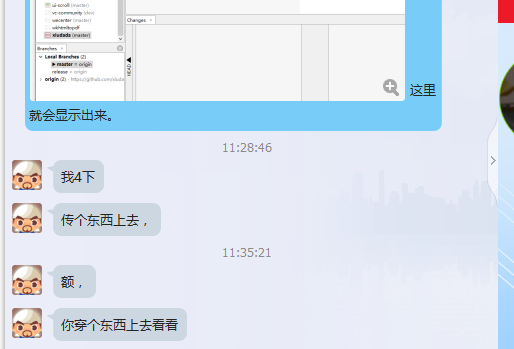 ui-scroll (master)
vc-community (dev)
wecenter (master)
wkhtmltopdf
xiudada (master)
Changes ×
Branches ×
Local Branches (2)
master = origin
release = origin
origin (2) - https://github.com/xiuda
HEAD
这里
就会显示出来。
11:28:46
我4下
传个东西上去，
11:35:21
额，
你穿个东西上去看看